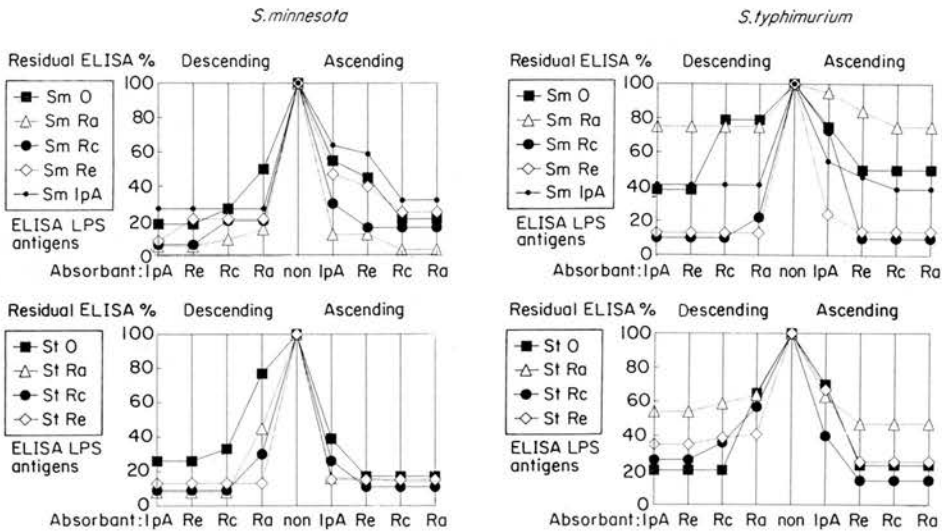 S.minnesota
S.typhimurium
Residual ELISA %
Descending
Ascending
Sm O
Sm Ra
Sm Rc
Sm Re
Sm IpA
ELISA LPS
antigens
100
80
60
40
20
0
Absorbant: IpA Re Rc Ra non IpA Re Rc Ra
Residual ELISA %
Descending
Ascending
Sm O
Sm Ra
Sm Rc
Sm Re
Sm IpA
ELISA LPS
antigens
100
80
60
40
20
0
Absorbant: IpA Re Rc Ra non IpA Re Rc Ra
Residual ELISA %
Descending
Ascending
St O
St Ra
St Rc
St Re
ELISA LPS
antigens
100
80
60
40
20
0
Absorbant: IpA Re Rc Ra non IpA Re Rc Ra
Residual ELISA %
Descending
Ascending
St O
St Ra
St Rc
St Re
ELISA LPS
antigens
100
80
60
40
20
0
Absorbant: IpA Re Rc Ra non IpA Re Rc Ra